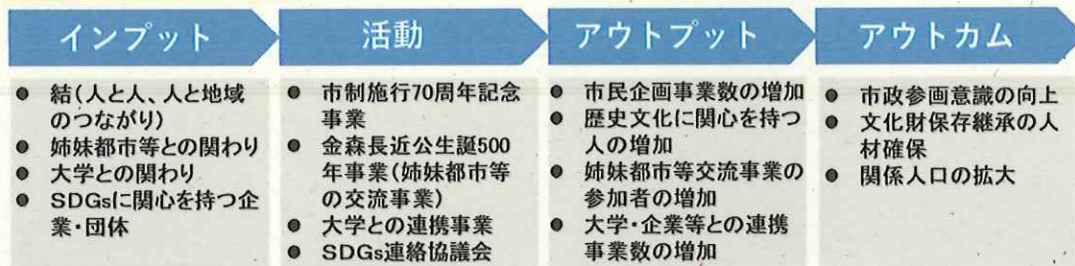 インプット
● 結(人と人、人と地域
のつながり)
● 姉妹都市等との関わり
● 大学との関わり
● SDGsに関心を持つ企
業・団体
活動
● 市制施行70周年記念
事業
● 金森長近公生誕500
年事業(姉妹都市等
の交流事業)
● 大学との連携事業
● SDGs連絡協議会
アウトプット
● 市民企画事業数の増加
● 歴史文化に関心を持つ
人の増加
● 姉妹都市等交流事業の
参加者の増加
● 大学・企業等との連携
事業数の増加
アウトカム
● 市政参画意識の向上
● 文化財保存継承の人
材確保
● 関係人口の拡大